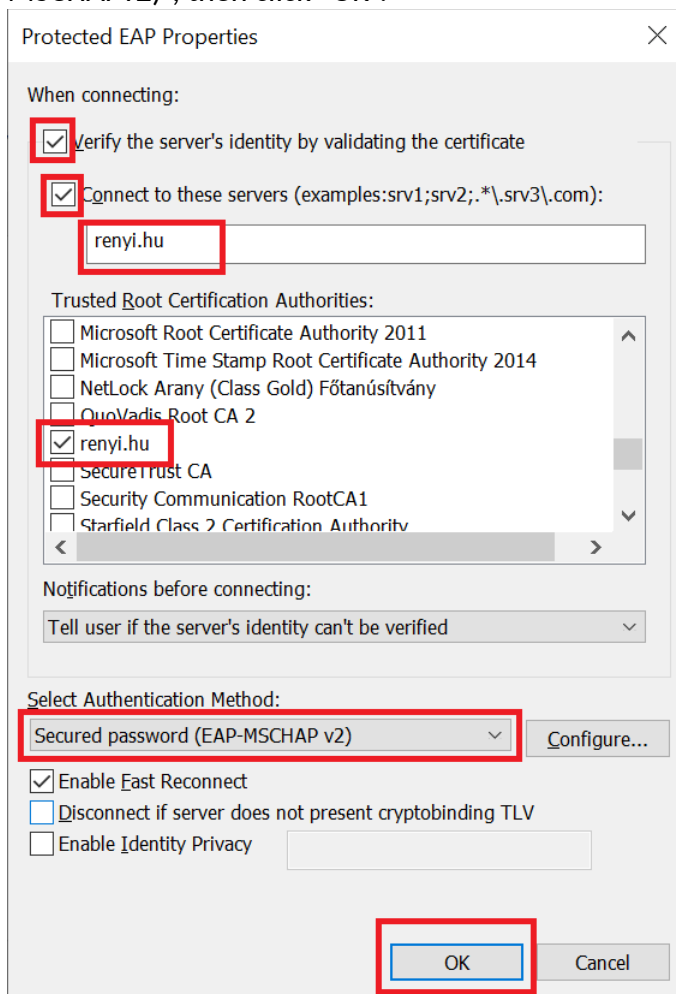 Protected EAP Properties
When connecting:
Verify the server's identity by validating the certificate
Connect to these servers (examples:srv1;srv2;.*\.srv3\.com):
renyi.hu
Trusted Root Certification Authorities:
Microsoft Root Certificate Authority 2011
Microsoft Time Stamp Root Certificate Authority 2014
NetLock Arany (Class Gold) Főtanúsítvány
QuoVadis Root CA 2
renyi.hu
SecureTrust CA
Security Communication RootCA1
Starfield Class 2 Certification Authority
Notifications before connecting:
Tell user if the server's identity can't be verified
Select Authentication Method:
Secured password (EAP-MSCHAP v2)
Configure...
Enable Fast Reconnect
Disconnect if server does not present cryptobinding TLV
Enable Identity Privacy
OK
Cancel